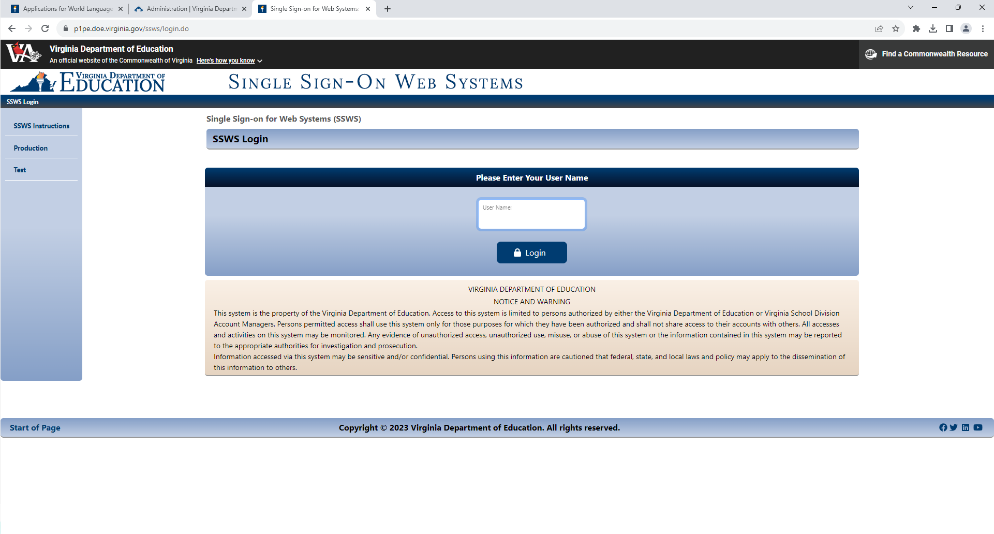 Applications for World Language
Administration | Virginia Departm
Single Sign-on for Web Systems
p1pe.doe.virginia.gov/ssws/login.do
Virginia Department of Education
An official website of the Commonwealth of Virginia Here's how you know
Find a Commonwealth Resource
VIRGINIA DEPARTMENT OF
EDUCATION
SINGLE SIGN-ON WEB SYSTEMS
SSWS Login
SSWS Instructions
Production
Test
Single Sign-on for Web Systems (SSWS)
SSWS Login
Please Enter Your User Name
User Name
Login
VIRGINIA DEPARTMENT OF EDUCATION
NOTICE AND WARNING
This system is the property of the Virginia Department of Education. Access to this system is limited to persons authorized by either the Virginia Department of Education or Virginia School Division
Account Managers. Persons permitted access shall use this system only for those purposes for which they have been authorized and shall not share access to their accounts with others. All accesses
and activities on this system may be monitored. Any evidence of unauthorized access, unauthorized use, misuse, or abuse of this system or the information contained in this system may be reported
to the appropriate authorities for investigation and prosecution.
Information accessed via this system may be sensitive and/or confidential. Persons using this information are cautioned that federal, state, and local laws and policy may apply to the dissemination of
this information to others.
Start of Page
Copyright © 2023 Virginia Department of Education. All rights reserved.